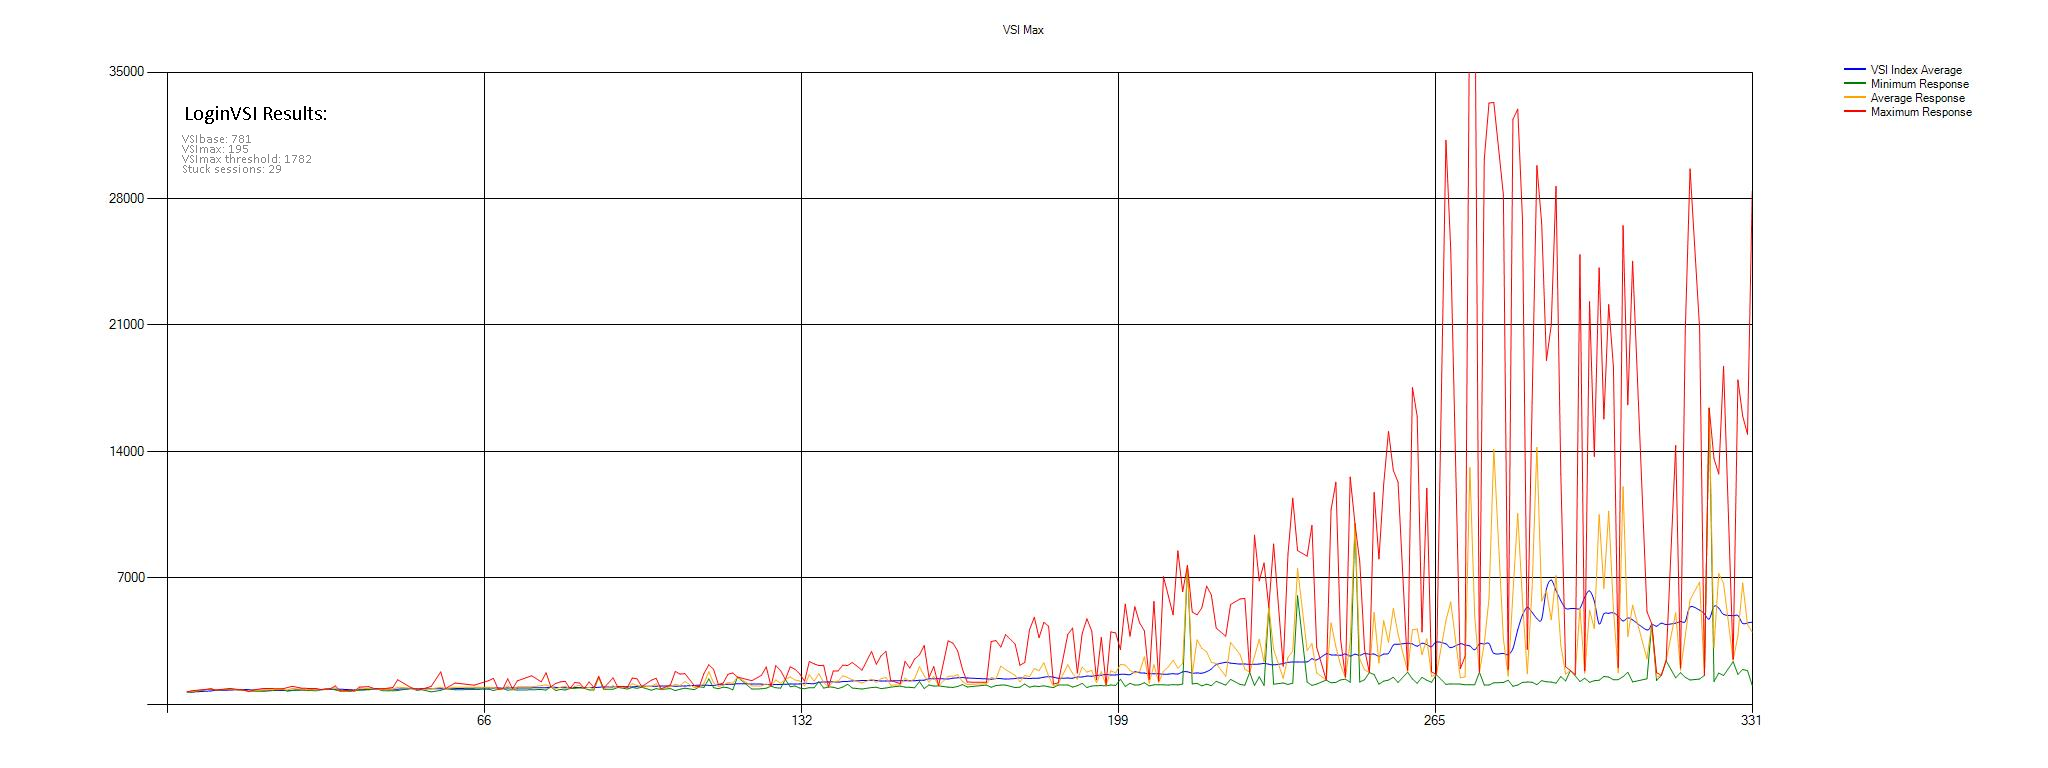 VSI Max
35000
28000
21000
14000
7000
LoginVSI Results:
VSIbase: 781
VSImax: 195
VSImax threshold: 1782
Stuck sessions: 29
VSI Index Average
Minimum Response
Average Response
Maximum Response
66
132
199
265
331